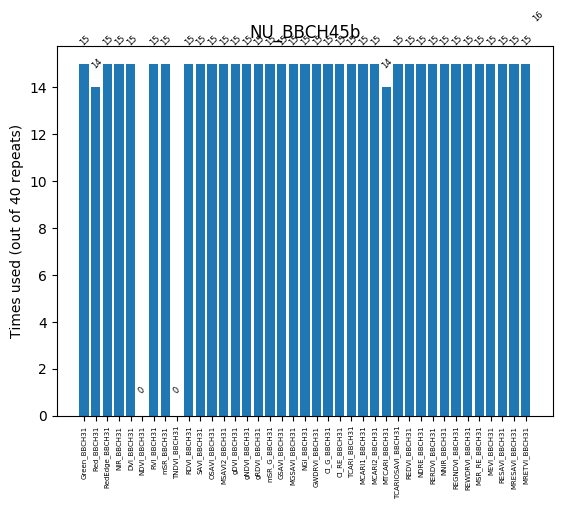 NU_BBCH45b
16
15 14 15 15 15 0 15 15 0 15 15 15 15 15 15 15 15 15 15 15 15 15 15 15 15 15 14 15 15 15 15 15 15 15 15 15 15 15 15
Times used (out of 40 repeats)
14
12
10
8
6
4
2
0
Green_BBCH31
Red_BBCH31
RedEdge_BBCH31
NIR_BBCH31
DVI_BBCH31
NDVI_BBCH31
RVI_BBCH31
mSR_BBCH31
TNDVI_BBCH31
RDVI_BBCH31
SAVI_BBCH31
OSAVI_BBCH31
MSAVI2_BBCH31
gDVI_BBCH31
gNDVI_BBCH31
gRDVI_BBCH31
mSR_G_BBCH31
GSAVI_BBCH31
MGSAVI_BBCH31
NGI_BBCH31
GWDRVI_BBCH31
CI_G_BBCH31
CI_RE_BBCH31
TCARI_BBCH31
MCARI1_BBCH31
MCARI2_BBCH31
MTCARI_BBCH31
TCARIOSAVI_BBCH31
REDVI_BBCH31
NDRE_BBCH31
RERDVI_BBCH31
NNIR_BBCH31
REGNDVI_BBCH31
REWDRVI_BBCH31
MSR_RE_BBCH31
MEVI_BBCH31
RESAVI_BBCH31
MRESAVI_BBCH31
MRETVI_BBCH31